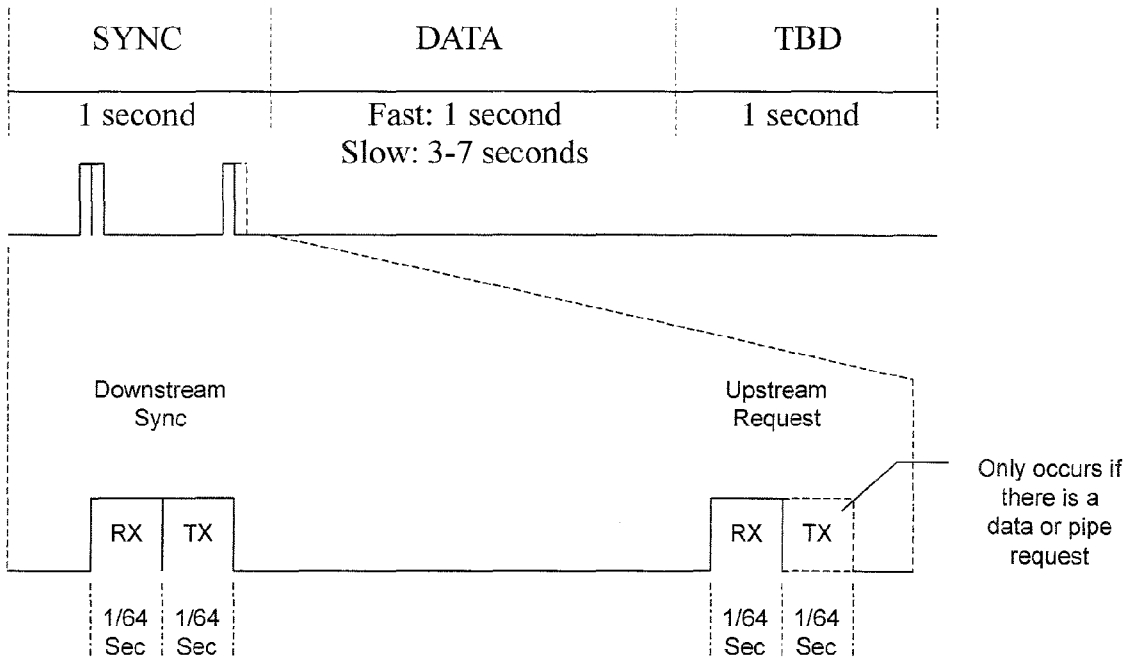 SYNC DATA TBD
1 second Fast: 1 second 1 second
Slow: 3-7 seconds
Downstream
Sync
Upstream
Request
Only occurs if
there is a
data or pipe
request
RX TX RX TX
1/64 1/64 1/64 1/64
Sec Sec Sec Sec